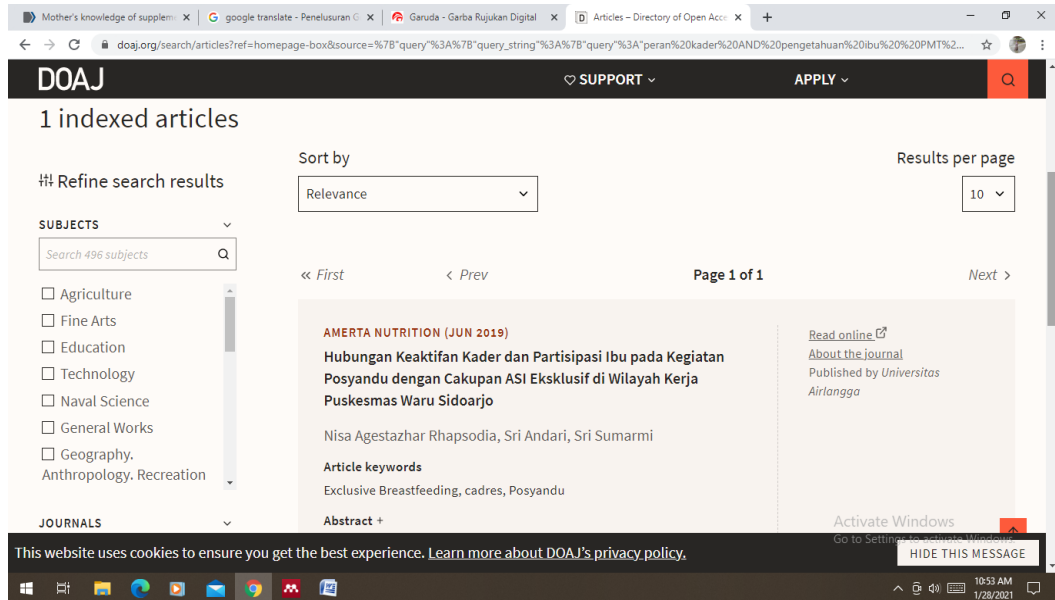 Mother's knowledge of supplem
google translate - Penelusuran G
Garuda - Garba Rujukan Digital
Articles – Directory of Open Acce
doaj.org/search/articles?ref=homepage-box&source=%7B"query"%3A%7B"query_string"%3A%7B"query"%3A"peran%20kader%20AND%20pengetahuan%20ibu%20%20PMT%2...
DOAJ
SUPPORT
APPLY
1 indexed articles
Sort by
Results per page
Refine search results
Relevance
10
SUBJECTS
Search 496 subjects
« First
‹ Prev
Page 1 of 1
Next ›
Agriculture
Fine Arts
Education
Technology
Naval Science
General Works
Geography.
Anthropology. Recreation
JOURNALS
AMERTA NUTRITION (JUN 2019)
Hubungan Keaktifan Kader dan Partisipasi Ibu pada Kegiatan
Posyandu dengan Cakupan ASI Eksklusif di Wilayah Kerja
Puskesmas Waru Sidoarjo
Nisa Agestazhar Rhapsodia, Sri Andari, Sri Sumarmi
Article keywords
Exclusive Breastfeeding, cadres, Posyandu
Abstract +
Read online
About the journal
Published by Universitas
Airlangga
Activate Windows
Go to Settings to activate Windows.
This website uses cookies to ensure you get the best experience. Learn more about DOAJ's privacy policy.
HIDE THIS MESSAGE
10:53 AM
1/28/2021